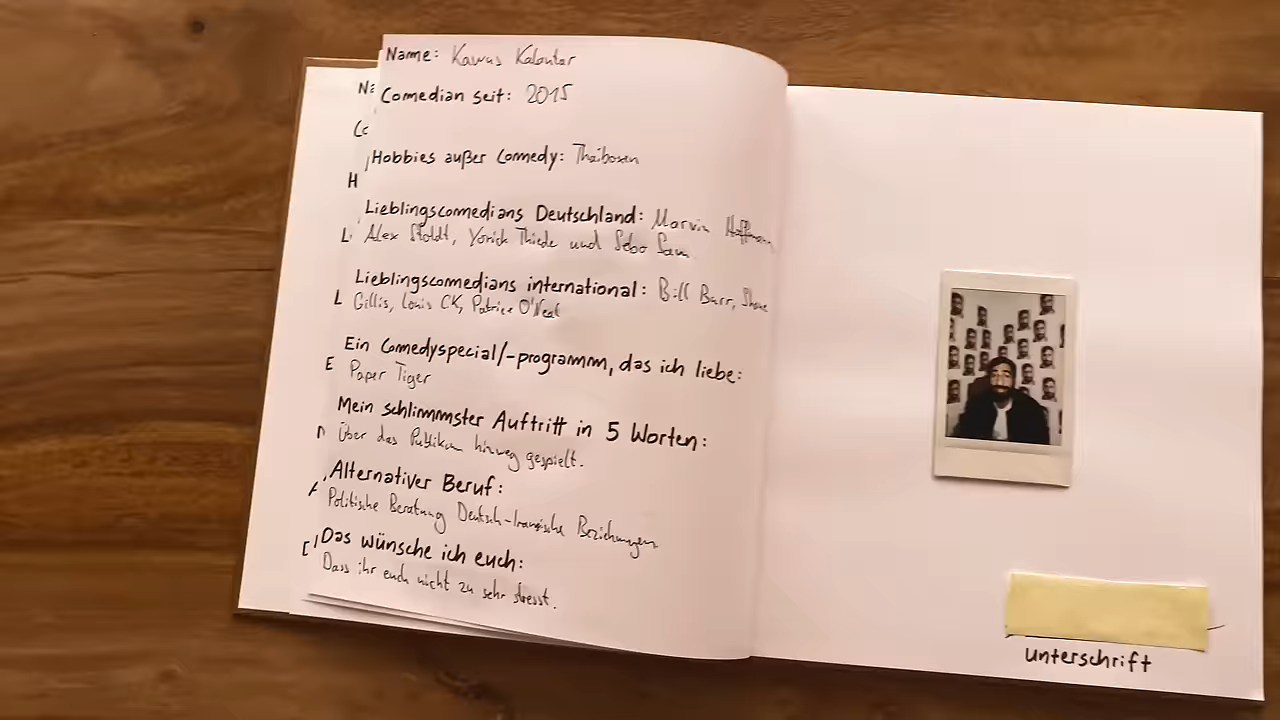 Name: Kawus Kalantar
Comedian seit: 2015
Hobbies außer Comedy: Thaiboxen
Lieblingscomedians Deutschland: Marvin Hoffmann,
Alex Stoldt, Yorick Thiede und Sebo Sam
Lieblingscomedians international: Bill Burr, Shane
Gillis, Louis CK, Patrice O'Neal
Ein Comedyspecial/-programm, das ich liebe:
Paper Tiger
Mein schlimmster Auftritt in 5 Worten:
Über das Publikum hinweg gespielt.
Alternativer Beruf:
Politische Beratung Deutsch-Iranische Beziehungen
Das wünsche ich euch:
Dass ihr euch nicht zu sehr stresst.
Unterschrift